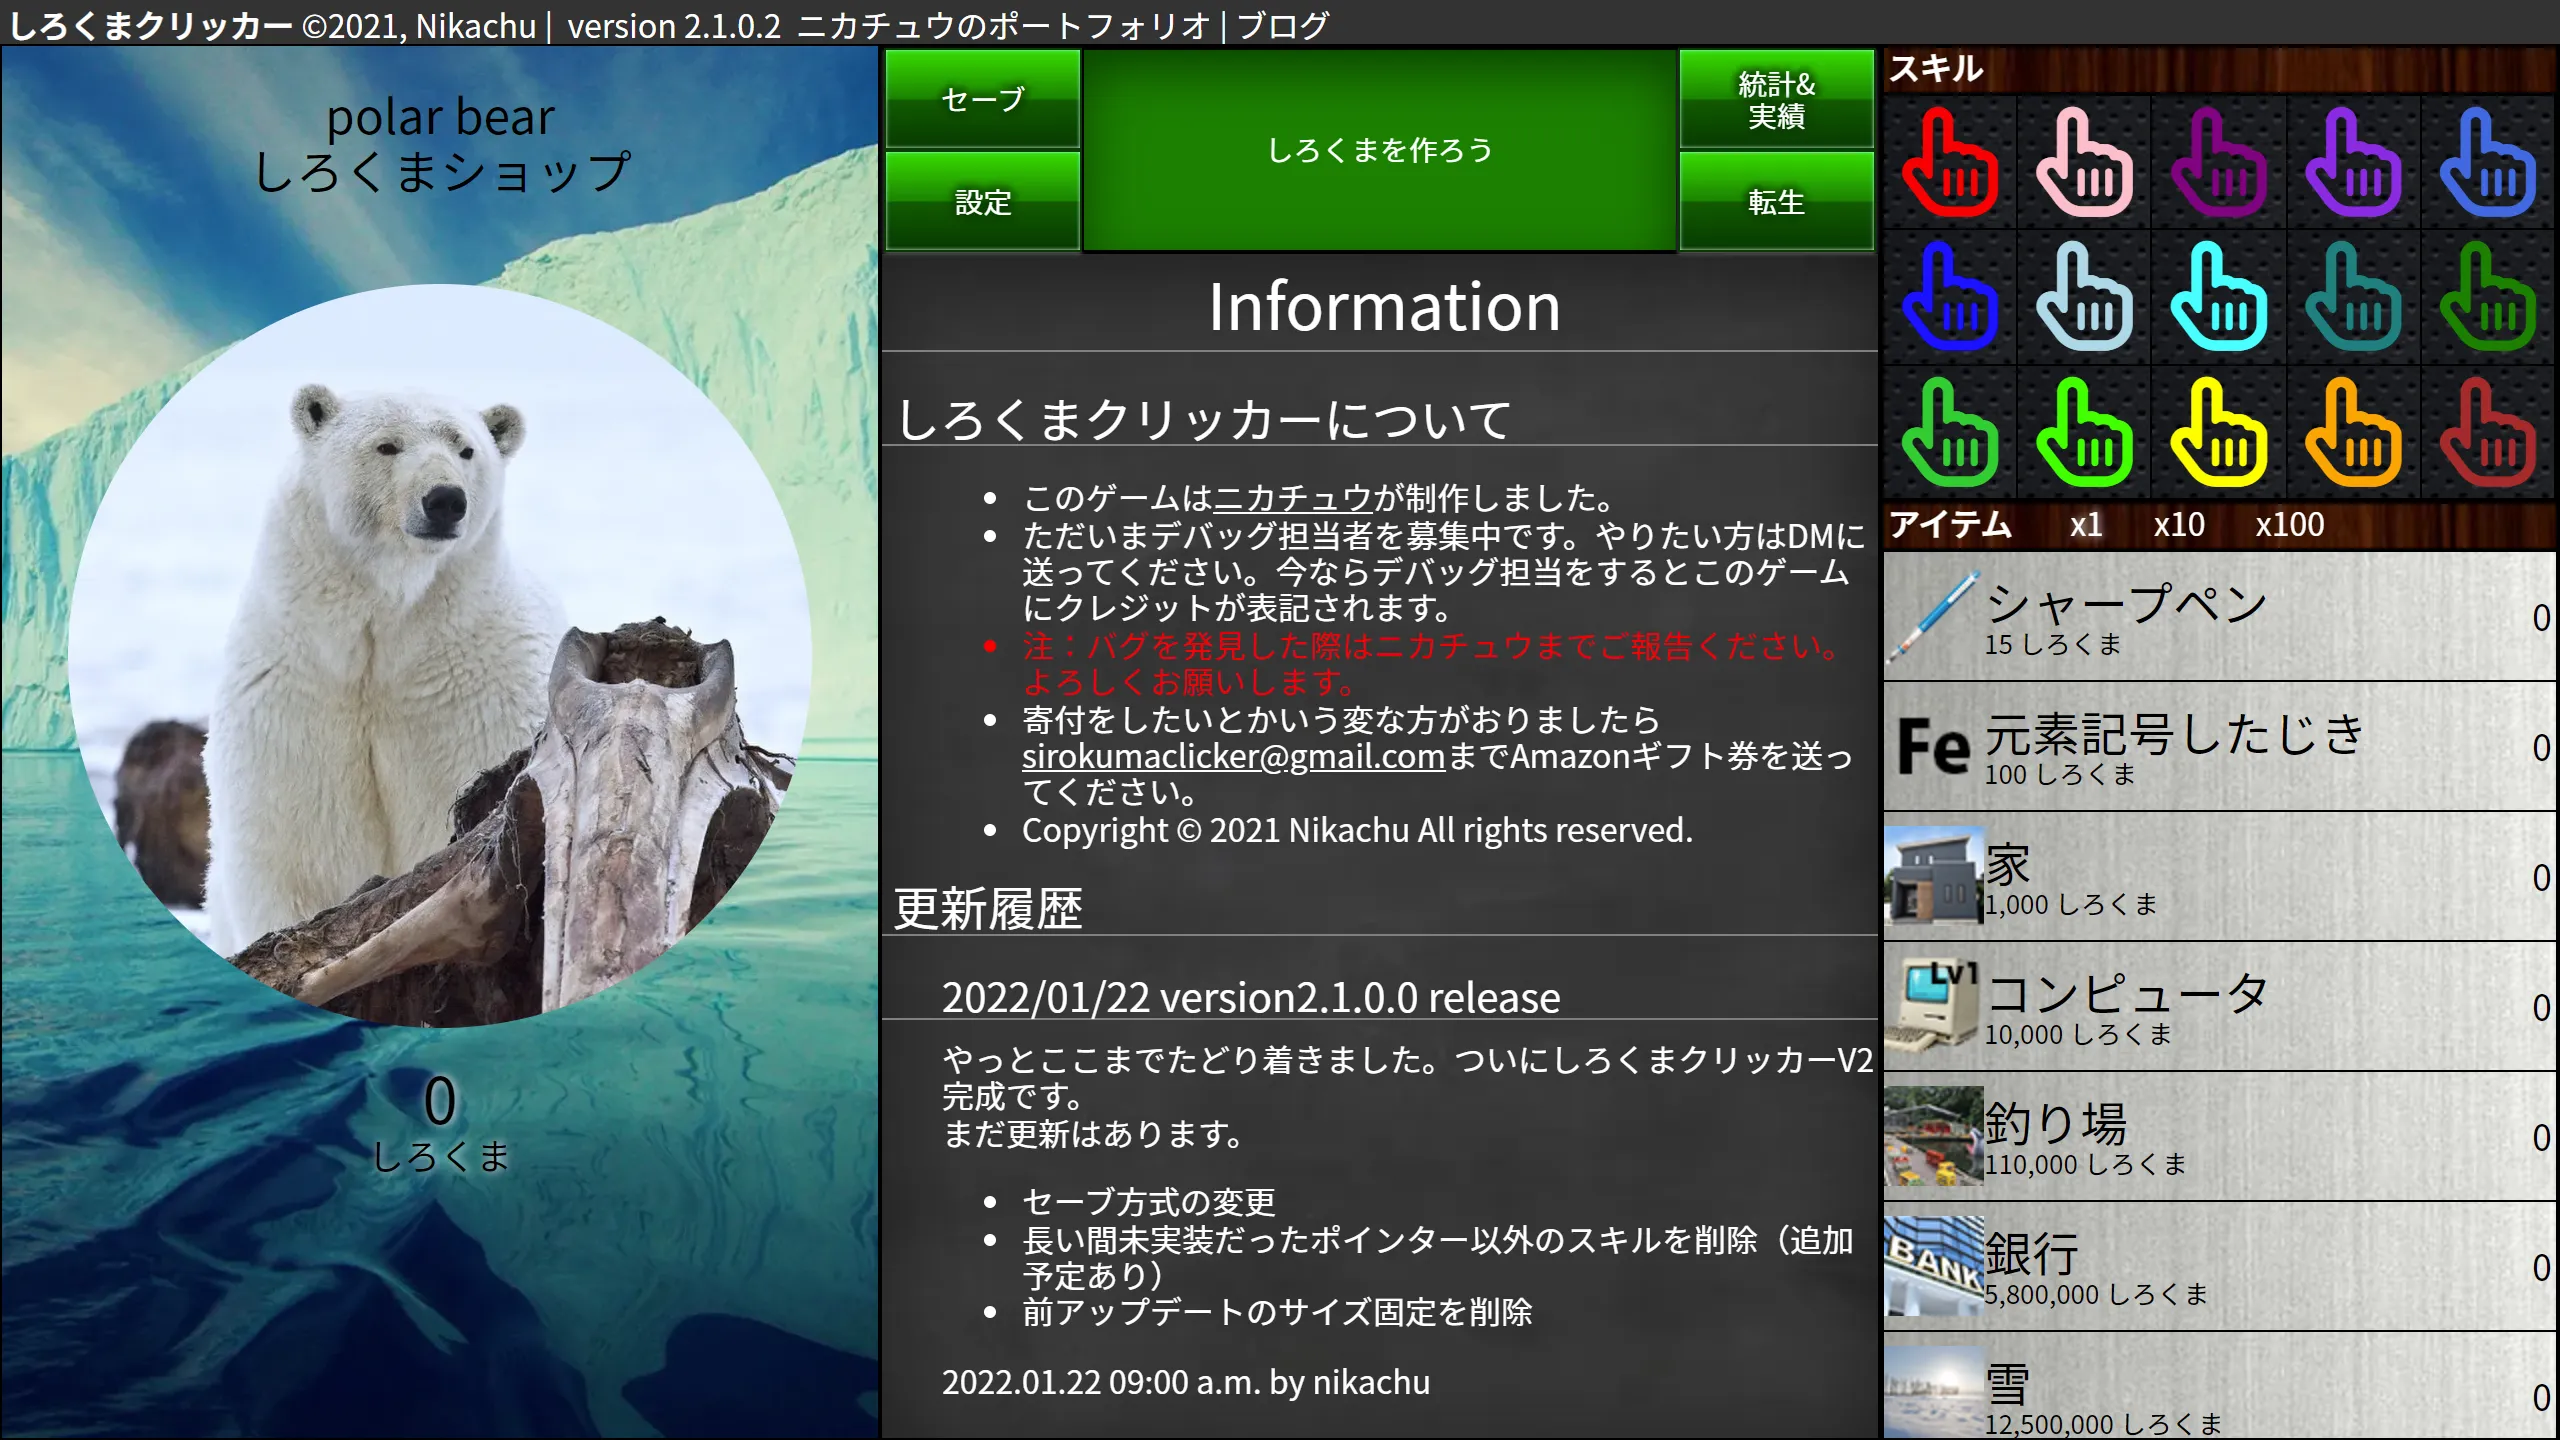 しろくまクリッカー ©2021, Nikachu | version 2.1.0.2 ニカチュウのポートフォリオ | ブログ
polar bear
しろくまショップ
0
しろくま
セーブ
設定
しろくまを作ろう
統計&
実績
転生
Information
しろくまクリッカーについて
このゲームはニカチュウが制作しました。
ただいまデバッグ担当者を募集中です。やりたい方はDMに
送ってください。今ならデバッグ担当をするとこのゲーム
にクレジットが表記されます。
注：バグを発見した際はニカチュウまでご報告ください。
よろしくお願いします。
寄付をしたいとかいう変な方がおりましたら
sirokumaclicker@gmail.comまでAmazonギフト券を送っ
てください。
Copyright © 2021 Nikachu All rights reserved.
更新履歴
2022/01/22 version2.1.0.0 release
やっとここまでたどり着きました。ついにしろくまクリッカーV2
完成です。
まだ更新はあります。
セーブ方式の変更
長い間未実装だったポインター以外のスキルを削除（追加
予定あり）
前アップデートのサイズ固定を削除
2022.01.22 09:00 a.m. by nikachu
スキル
アイテム x1 x10 x100
シャープペン
15 しろくま
0
Fe
元素記号したじき
100 しろくま
0
家
1,000 しろくま
0
Lv1
コンピュータ
10,000 しろくま
0
釣り場
110,000 しろくま
0
BANK
銀行
5,800,000 しろくま
0
雪
12,500,000 しろくま
0